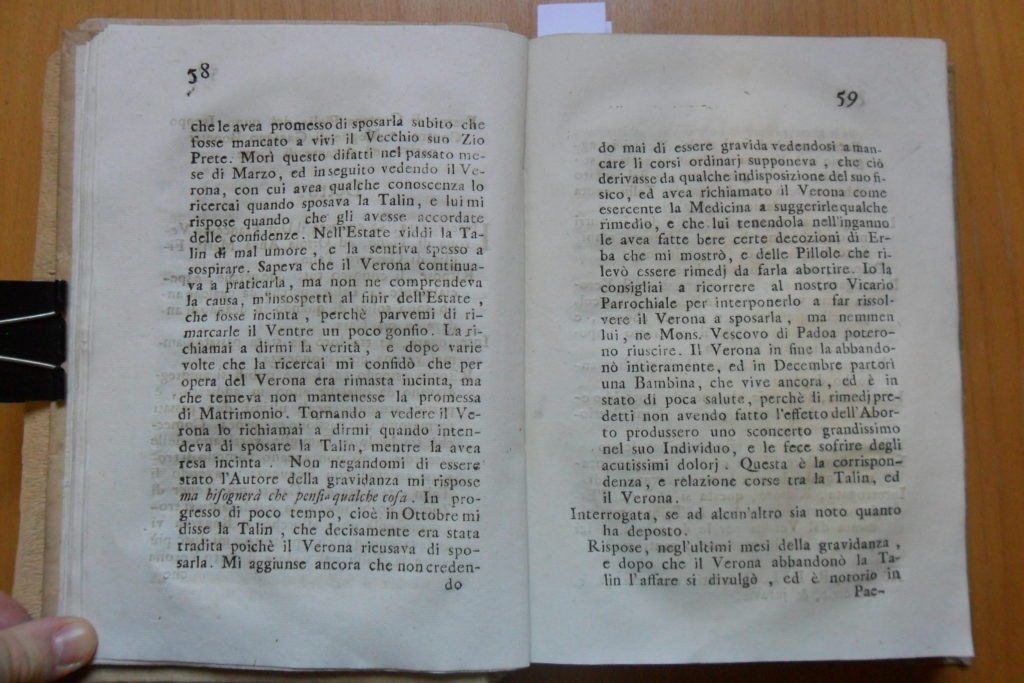 58
che le avea promesso di sposarla subito che
fosse mancato a vivi il Vecchio suo Zio
Prete. Morì questo difatti nel passato me-
se di Marzo, ed in seguito vedendo il Ve-
rona, con cui avea qualche conoscenza lo
ricercai quando sposava la Talin, e lui mi
rispose quando che gli avesse accordate
delle confidenze. Nell'Estate viddi la Ta-
lin di mal umore, e la sentiva spesso a
sospirare. Sapeva che il Verona continua-
va a praticarla, ma non ne comprendeva
la causa, m'insospettì al finir dell'Estate,
che fosse incinta, perchè parvemi di ri-
marcarle il Ventre un poco gonfio. La ri-
chiamai a dirmi la verità, e dopo varie
volte che la ricercai mi confidò che per
opera del Verona era rimasta incinta, ma
che temeva non mantenesse la promessa
di Matrimonio. Tornando a vedere il Ve-
rona lo richiamai a dirmi quando inten-
deva di sposare la Talin, mentre la avea
resa incinta. Non negandomi di essere
stato l'Autore della gravidanza mi rispose
ma bisognerà che pensi a qualche cosa. In pro-
gresso di poco tempo, cioè in Ottobre mi
disse la Talin, che decisamente era stata
tradita poichè il Verona ricusava di spo-
sarla. Mi aggiunse ancora che non creden-
do
59
do mai di essere gravida vedendosi a man-
care li corsi ordinarj supponeva, che ciò
derivasse da qualche indisposizione del suo fi-
sico, ed avea richiamato il Verona come
esercente la Medicina a suggerirle qualche
rimedio, e che lui tenendola nell'inganno
le avea fatte bere certe decozioni di Er-
ba che mi mostrò, e delle Pillole che ri-
levò essere rimedj da farla abortire. Io la
consigliai a ricorrere al nostro Vicario
Parrochiale per interponerlo a far rissol-
vere il Verona a sposarla, ma nemmen
lui, ne Mons. Vescovo di Padoa potero-
no riuscire. Il Verona in fine la abbando-
nò intieramente, ed in Decembre partorì
una Bambina, che vive ancora, ed è in
stato di poca salute, perchè li rimedj pre-
detti non avendo fatto l'effetto dell'Abor-
to produssero uno sconcerto grandissimo
nel suo Individuo, e le fece sofrire degli
acutissimi dolorj. Questa è la corrispon-
denza, e relazione corse tra la Talin, ed
il Verona.
Interrogata, se ad alcun'altro sia noto quanto
ha deposto.
Rispose, negl'ultimi mesi della gravidanza,
e dopo che il Verona abbandonò la Ta-
lin l'affare si divulgò, ed è notorio in
Pae-